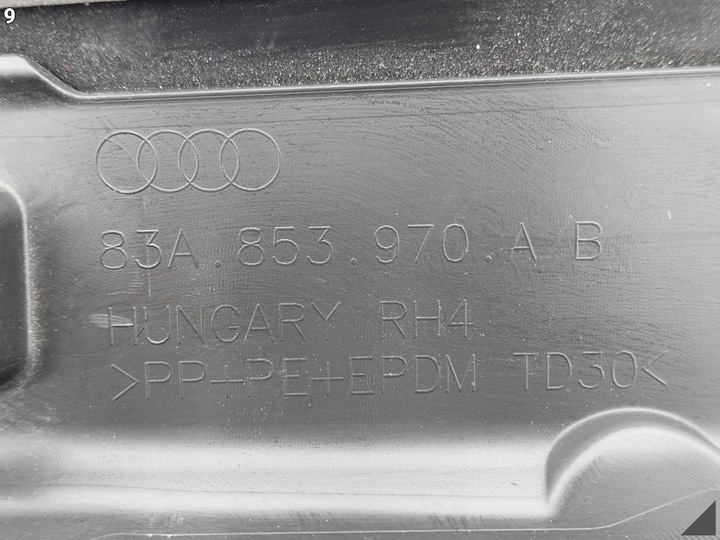 9
83A.853.970.A B
HUNGARY RH4
>PP+PE+EPDM TD30<